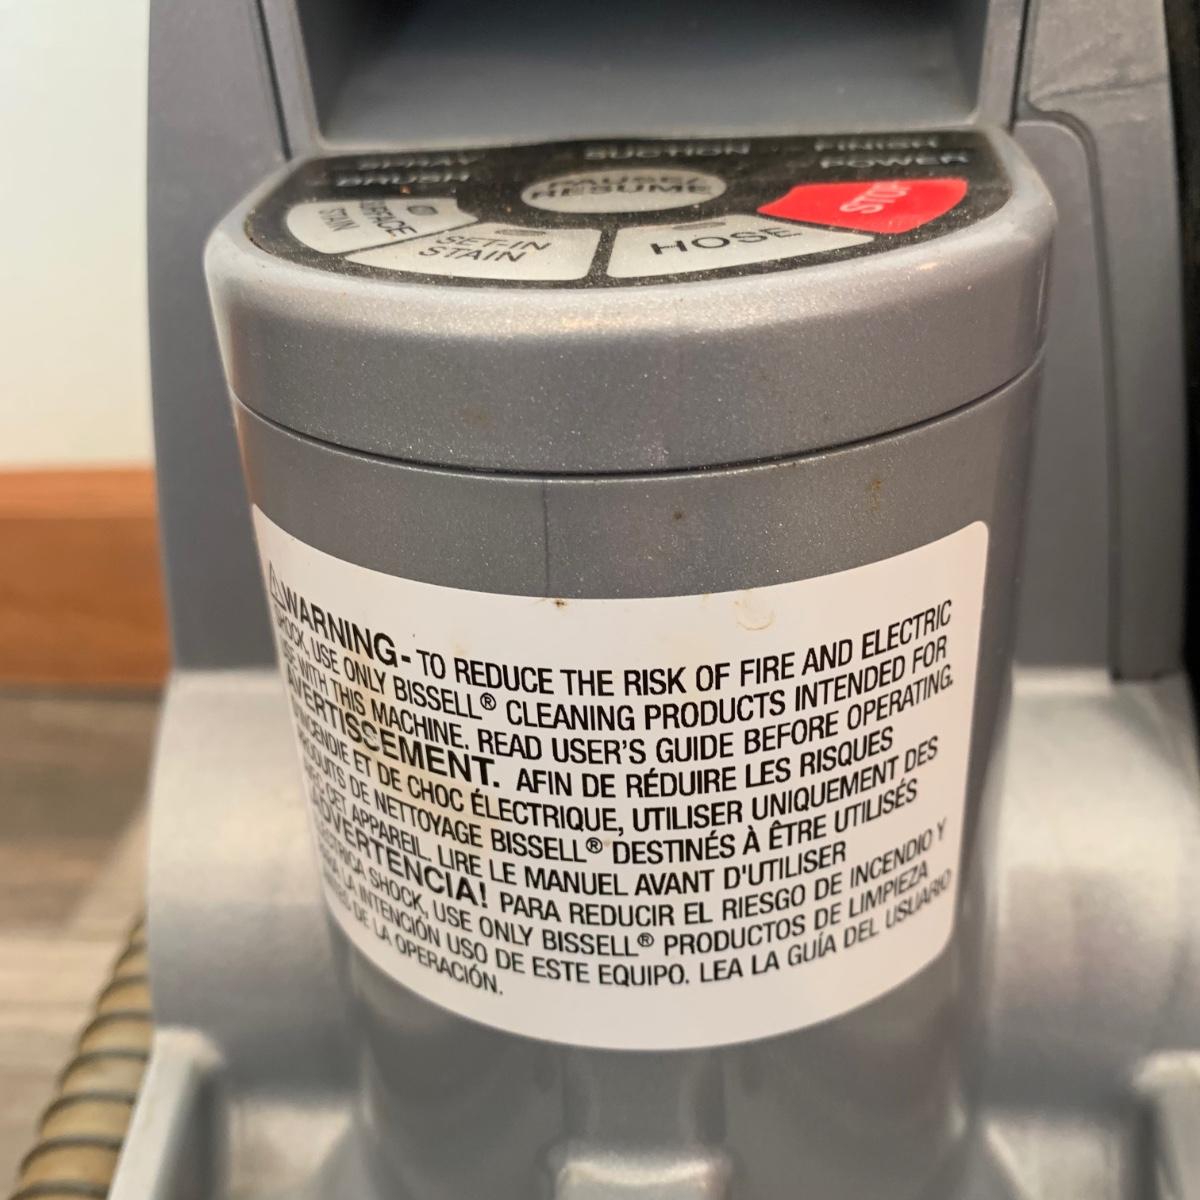 SPRAY SUCTION FINISH
BRUSH POWER
PAUSE/
RESUME
STOP
SURFACE
STAIN
SET-IN
STAIN
HOSE
WARNING- TO REDUCE THE RISK OF FIRE AND ELECTRIC
SHOCK, USE ONLY BISSELL® CLEANING PRODUCTS INTENDED FOR
USE WITH THIS MACHINE. READ USER'S GUIDE BEFORE OPERATING.
AVERTISSEMENT. AFIN DE RÉDUIRE LES RISQUES
D'INCENDIE ET DE CHOC ÉLECTRIQUE, UTILISER UNIQUEMENT DES
PRODUITS DE NETTOYAGE BISSELL® DESTINÉS À ÊTRE UTILISÉS
CET APPAREIL. LIRE LE MANUEL AVANT D'UTILISER
ADVERTENCIA! PARA REDUCIR EL RIESGO DE INCENDIO Y
SHOCK, USE ONLY BISSELL® PRODUCTOS DE LIMPIEZA
LA INTENCIÓN USO DE ESTE EQUIPO. LEA LA GUÍA DEL USUARIO
DE LA OPERACIÓN.